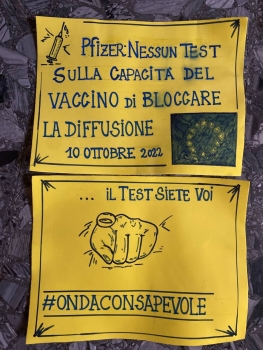 PFIZER: NESSUN TEST
SULLA CAPACITÀ DEL
VACCINO Di BLOCCARE
LA DiFFUSIONE
10 OTTOBRE 2022
... iL TEST SIETE VOI
#ONDACONSAPEVOLE